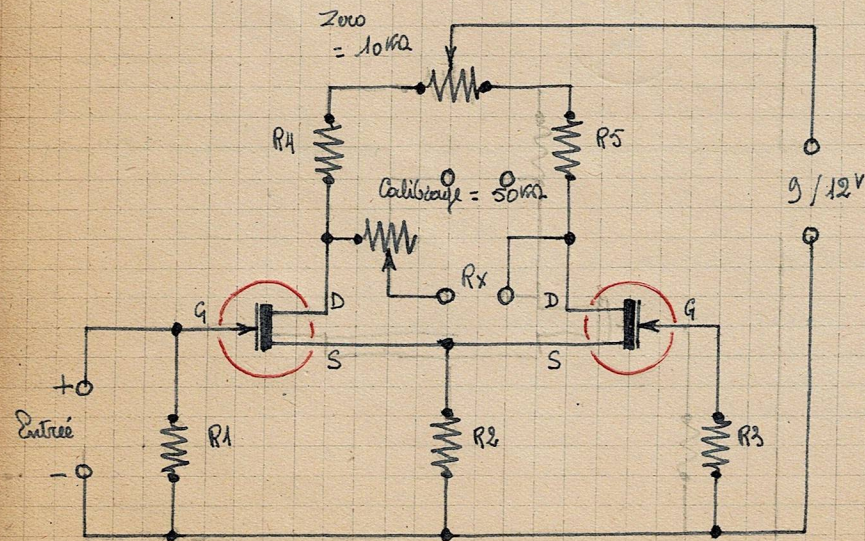 Zero
= 10KΩ
R4
R5
Calibrage = 50KΩ
9/12V
Rx
G
D
D
G
S
S
+
Entrée
-
R1
R2
R3